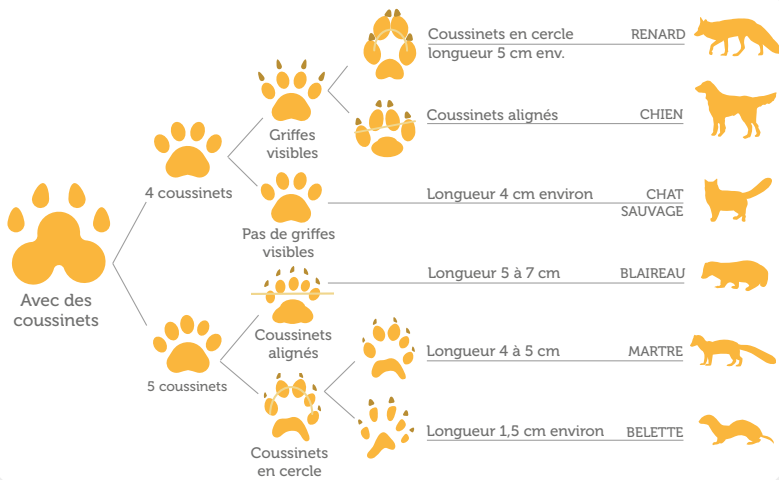 Avec des
coussinets
4 coussinets
5 coussinets
Griffes
visibles
Pas de griffes
visibles
Coussinets
alignés
Coussinets
en cercle
Coussinets en cercle RENARD
longueur 5 cm env.
Coussinets alignés CHIEN
Longueur 4 cm environ CHAT
SAUVAGE
Longueur 5 à 7 cm BLAIREAU
Longueur 4 à 5 cm MARTRE
Longueur 1,5 cm environ BELETTE